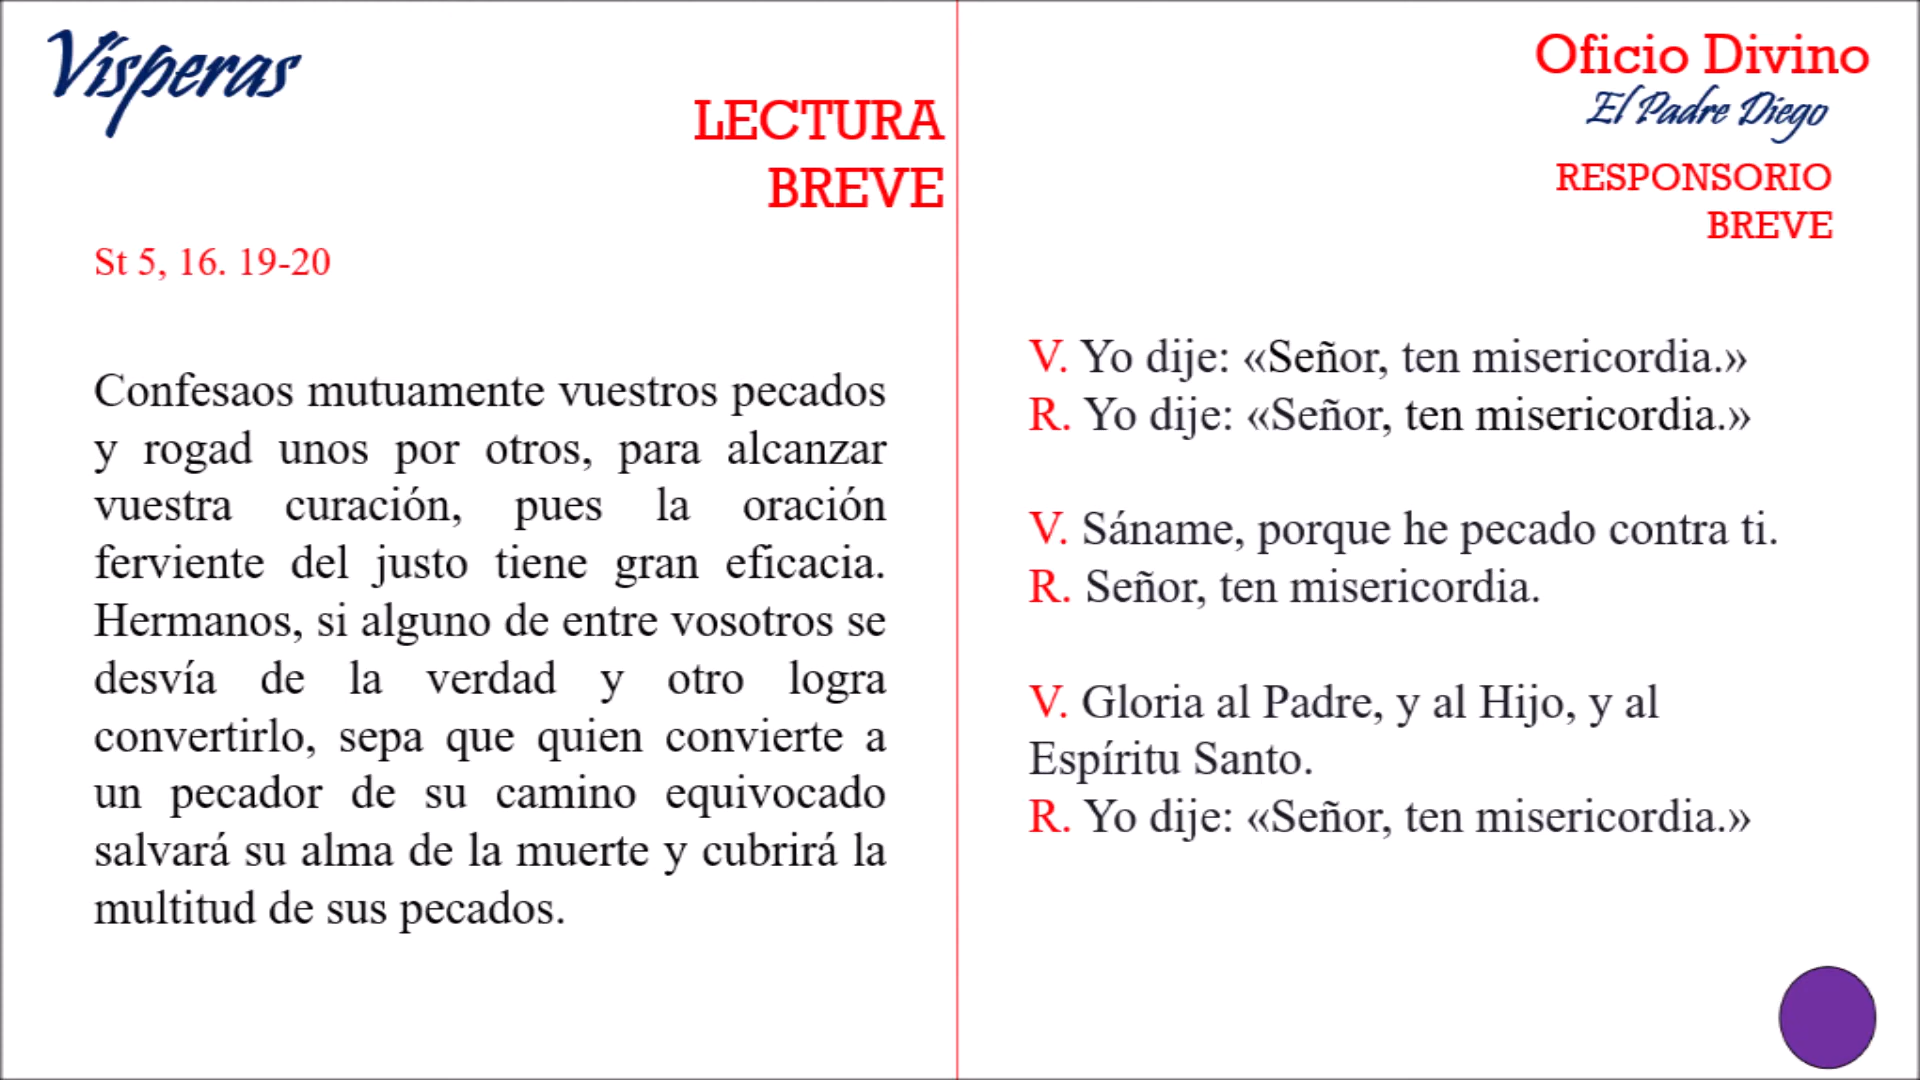 Vísperas
LECTURA
BREVE
St 5, 16. 19-20
Confesaos mutuamente vuestros pecados
y rogad unos por otros, para alcanzar
vuestra curación, pues la oración
ferviente del justo tiene gran eficacia.
Hermanos, si alguno de entre vosotros se
desvía de la verdad y otro logra
convertirlo, sepa que quien convierte a
un pecador de su camino equivocado
salvará su alma de la muerte y cubrirá la
multitud de sus pecados.
Oficio Divino
El Padre Diego
RESPONSORIO
BREVE
V. Yo dije: «Señor, ten misericordia.»
R. Yo dije: «Señor, ten misericordia.»
V. Sáname, porque he pecado contra ti.
R. Señor, ten misericordia.
V. Gloria al Padre, y al Hijo, y al
Espíritu Santo.
R. Yo dije: «Señor, ten misericordia.»